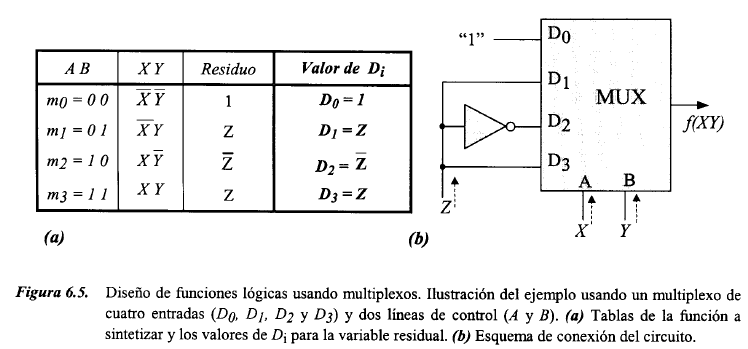 A B X Y Residuo Valor de Di
m0 = 0 0 X̅ Y̅ 1 D0 = 1
m1 = 0 1 X̅Y Z D1 = Z
m2 = 1 0 XY̅ Z̅ D2 = Z̅
m3 = 1 1 X Y Z D3 = Z
(a)
"1"
D0
D1
MUX
D2
f(XY)
D3
A B
Z
X Y
(b)
Figura 6.5. Diseño de funciones lógicas usando multiplexos. Ilustración del ejemplo usando un multiplexo de
cuatro entradas (D0, D1, D2 y D3) y dos líneas de control (A y B). (a) Tablas de la función a
sintetizar y los valores de Di para la variable residual. (b) Esquema de conexión del circuito.